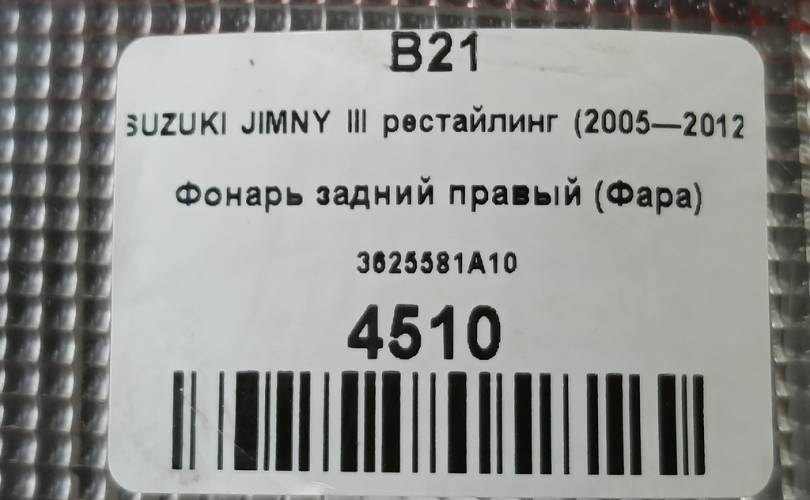 B21
SUZUKI JIMNY III рестайлинг (2005—2012
Фонарь задний правый (Фара)
3625581A10
4510